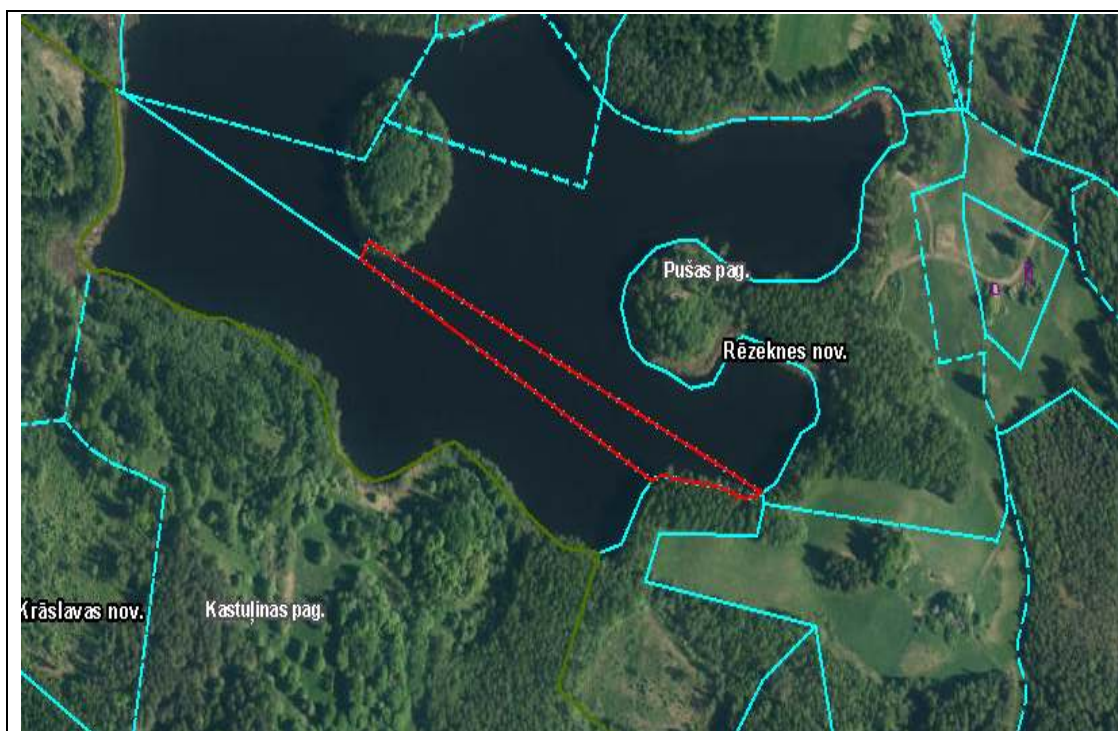 Pušas pag.
Rēzeknes nov.
Krāslavas nov.
Kastuļinas pag.